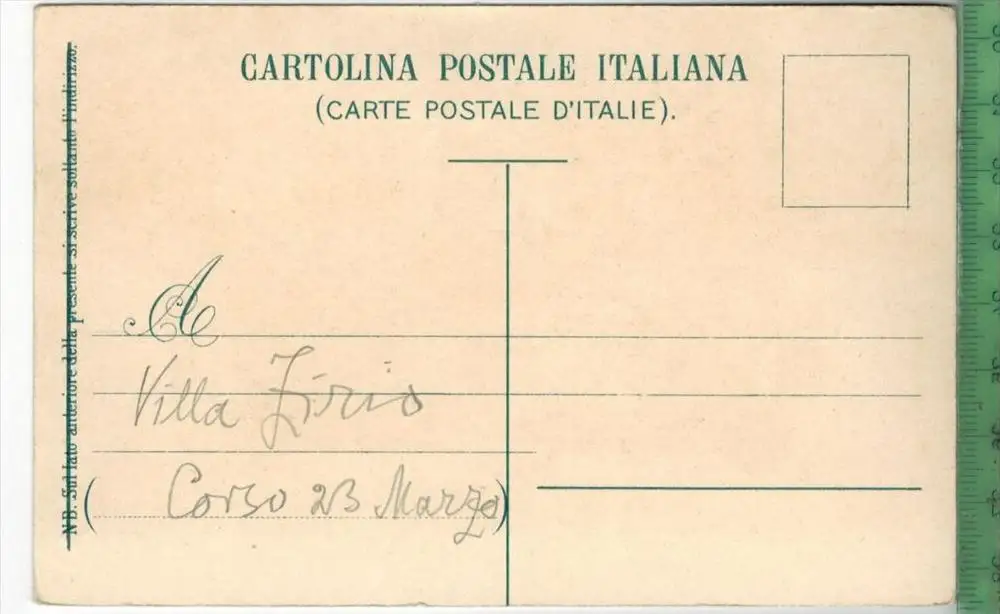 CARTOLINA POSTALE ITALIANA
(CARTE POSTALE D'ITALIE).
NB. Sul lato anteriore della presente si scrive soltanto l'indirizzo.
A
Villa Zirio
(Corso 23 Marzo)